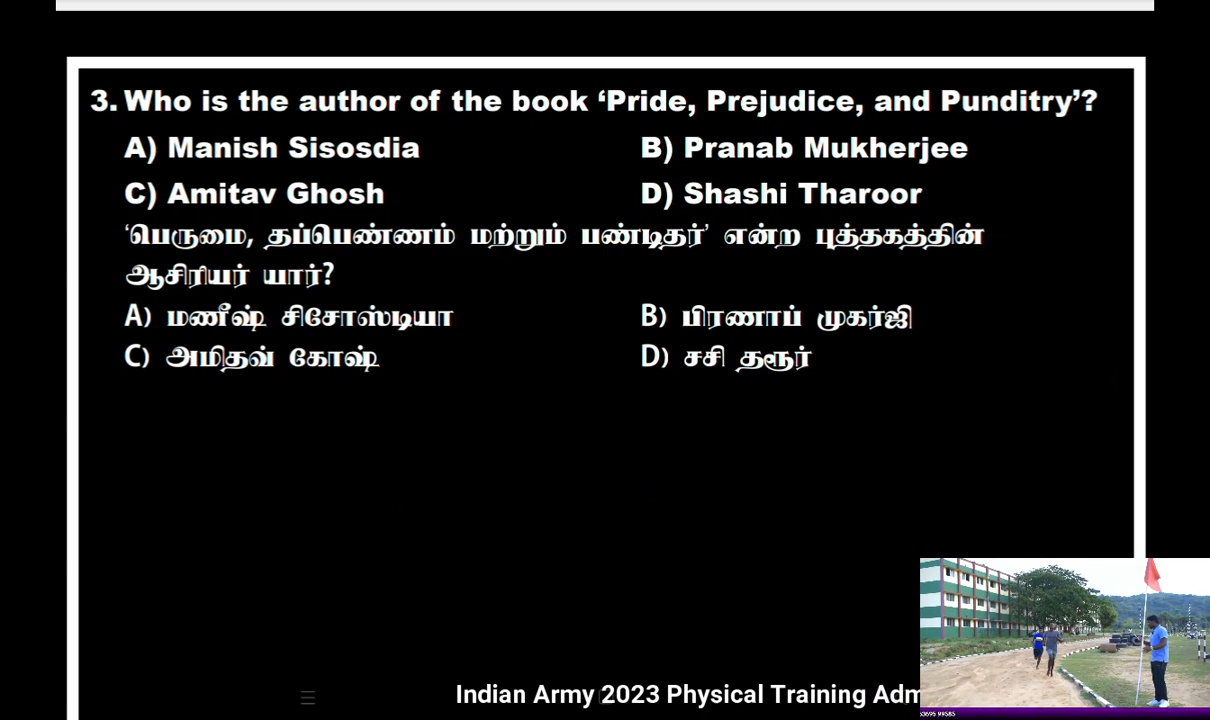 3. Who is the author of the book ‘Pride, Prejudice, and Punditry’?
A) Manish Sisosdia B) Pranab Mukherjee
C) Amitav Ghosh D) Shashi Tharoor
‘பெருமை, தப்பெண்ணம் மற்றும் பண்டிதர்’ என்ற புத்தகத்தின்
ஆசிரியர் யார்?
A) மணீஷ் சிசோஸ்டியா B) பிரணாப் முகர்ஜி
C) அமிதவ் கோஷ் D) சசி தரூர்
Indian Army 2023 Physical Training Adm